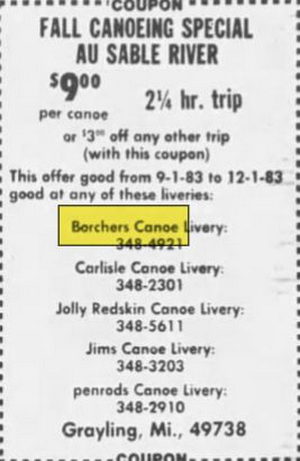 COUPON
FALL CANOEING SPECIAL
AU SABLE RIVER
$9.00
per canoe
2¼ hr. trip
or $3.00 off any other trip
(with this coupon)
This offer good from 9-1-83 to 12-1-83
good at any of these liveries:
Borchers Canoe Livery:
348-4921
Carlisle Canoe Livery:
348-2301
Jolly Redskin Canoe Livery:
348-5611
Jims Canoe Livery:
348-3203
penrods Canoe Livery:
348-2910
Grayling, Mi., 49738
COUPON